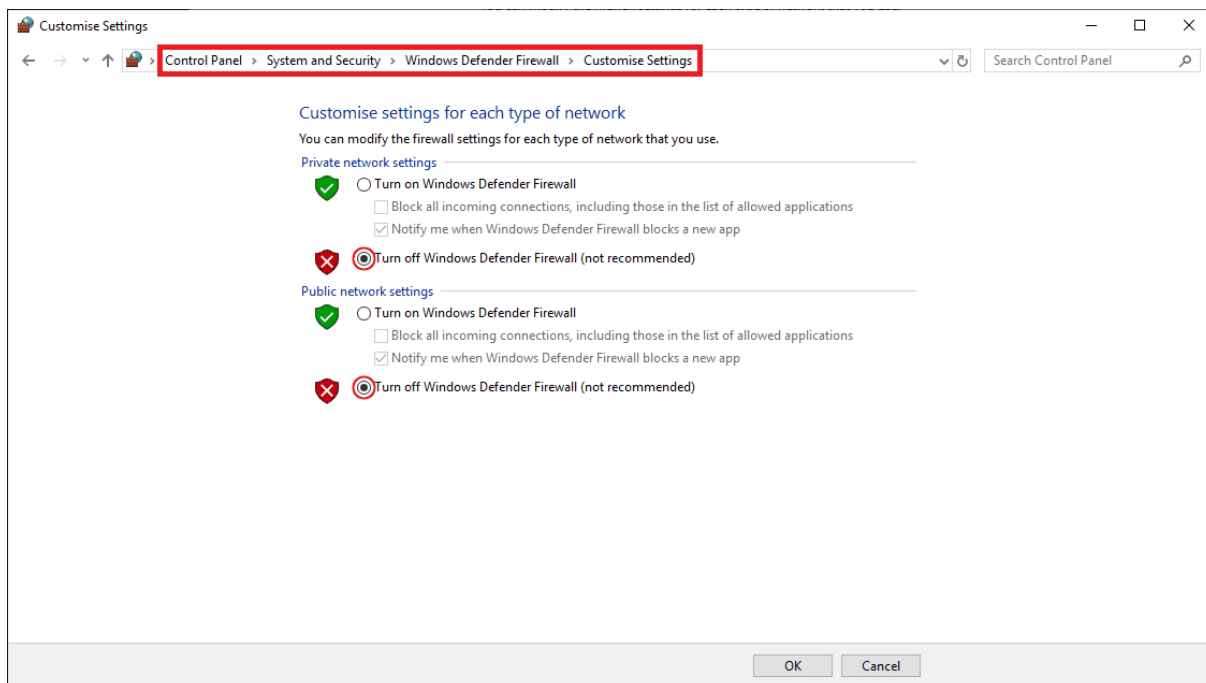 Customise Settings
Control Panel > System and Security > Windows Defender Firewall > Customise Settings
Search Control Panel
Customise settings for each type of network
You can modify the firewall settings for each type of network that you use.
Private network settings
Turn on Windows Defender Firewall
Block all incoming connections, including those in the list of allowed applications
Notify me when Windows Defender Firewall blocks a new app
Turn off Windows Defender Firewall (not recommended)
Public network settings
Turn on Windows Defender Firewall
Block all incoming connections, including those in the list of allowed applications
Notify me when Windows Defender Firewall blocks a new app
Turn off Windows Defender Firewall (not recommended)
OK
Cancel